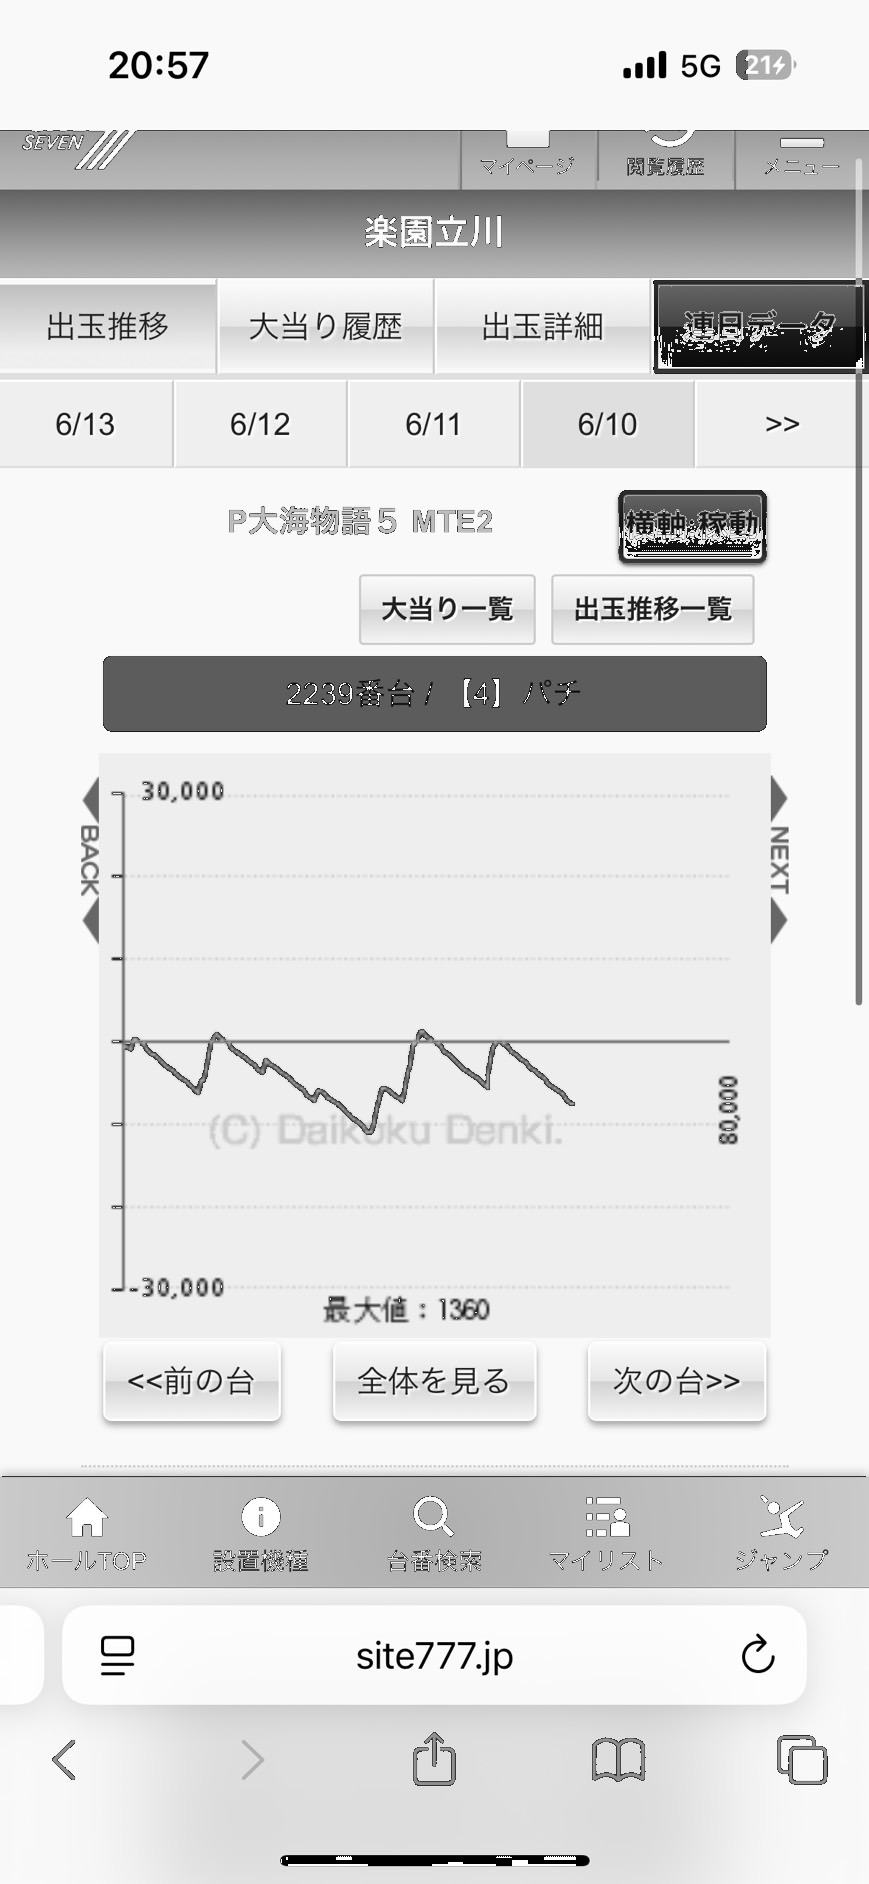 20:57 5G 21
SEVEN マイページ 閲覧履歴 メニュー
楽園立川
出玉推移 大当り履歴 出玉詳細 連日データ
6/13 6/12 6/11 6/10 >>
P大海物語5 MTE2 横軸:稼動
大当り一覧 出玉推移一覧
2239番台 / 【4】 パチ
30,000
BACK
NEXT
80,000
(C) Daikoku Denki.
-30,000
最大値：1360
<<前の台 全体を見る 次の台>>
ホールTOP 設置機種 台番検索 マイリスト ジャンプ
site777.jp